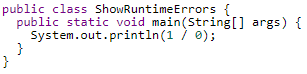 public class ShowRuntimeErrors {
  public static void main(String[] args) {
    System.out.println(1 / 0);
  }
}